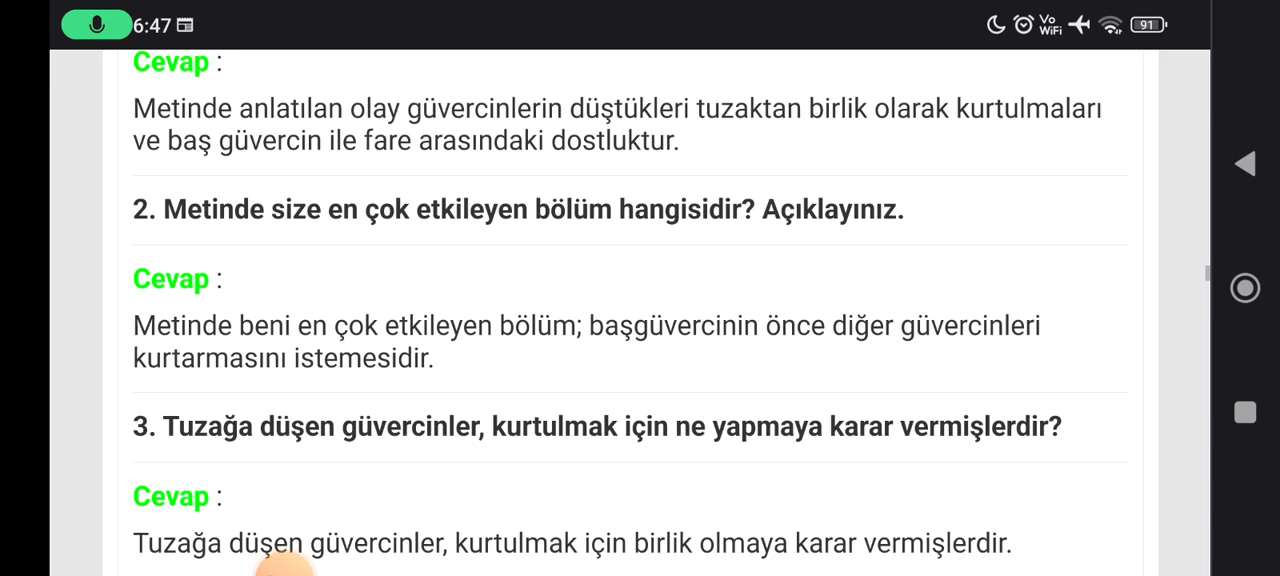 6:47
Vo
WiFi
91
Cevap :
Metinde anlatılan olay güvercinlerin düştükleri tuzaktan birlik olarak kurtulmaları
ve baş güvercin ile fare arasındaki dostluktur.
2. Metinde size en çok etkileyen bölüm hangisidir? Açıklayınız.
Cevap :
Metinde beni en çok etkileyen bölüm; başgüvercinin önce diğer güvercinleri
kurtarmasını istemesidir.
3. Tuzağa düşen güvercinler, kurtulmak için ne yapmaya karar vermişlerdir?
Cevap :
Tuzağa düşen güvercinler, kurtulmak için birlik olmaya karar vermişlerdir.